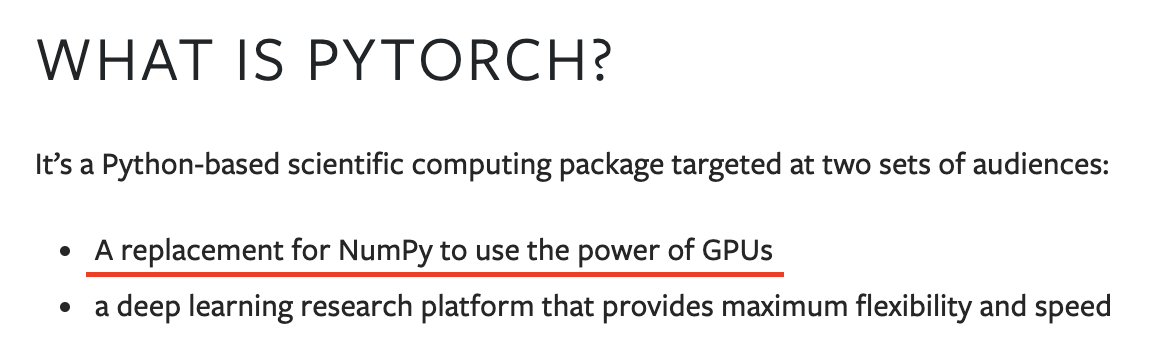 WHAT IS PYTORCH?
It’s a Python-based scientific computing package targeted at two sets of audiences:
• A replacement for NumPy to use the power of GPUs
• a deep learning research platform that provides maximum flexibility and speed